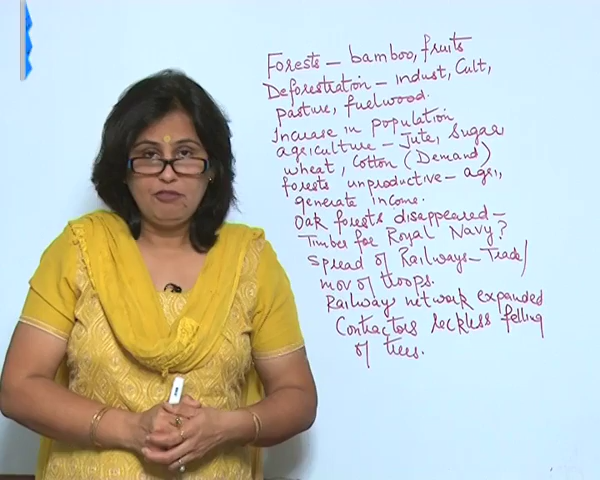 Forests - bamboo, fruits
Deforestration - indust, Cult,
pasture, fuelwood.
Increase in population
agriculture - Jute, Sugar
wheat, Cotton (Demand)
forests unproductive - agri,
generate income.
Oak forests disappeared -
Timber for Royal Navy?
Spread of Railways - Trade/
mov of troops.
Railway network expanded
Contractors reckless felling
of trees.